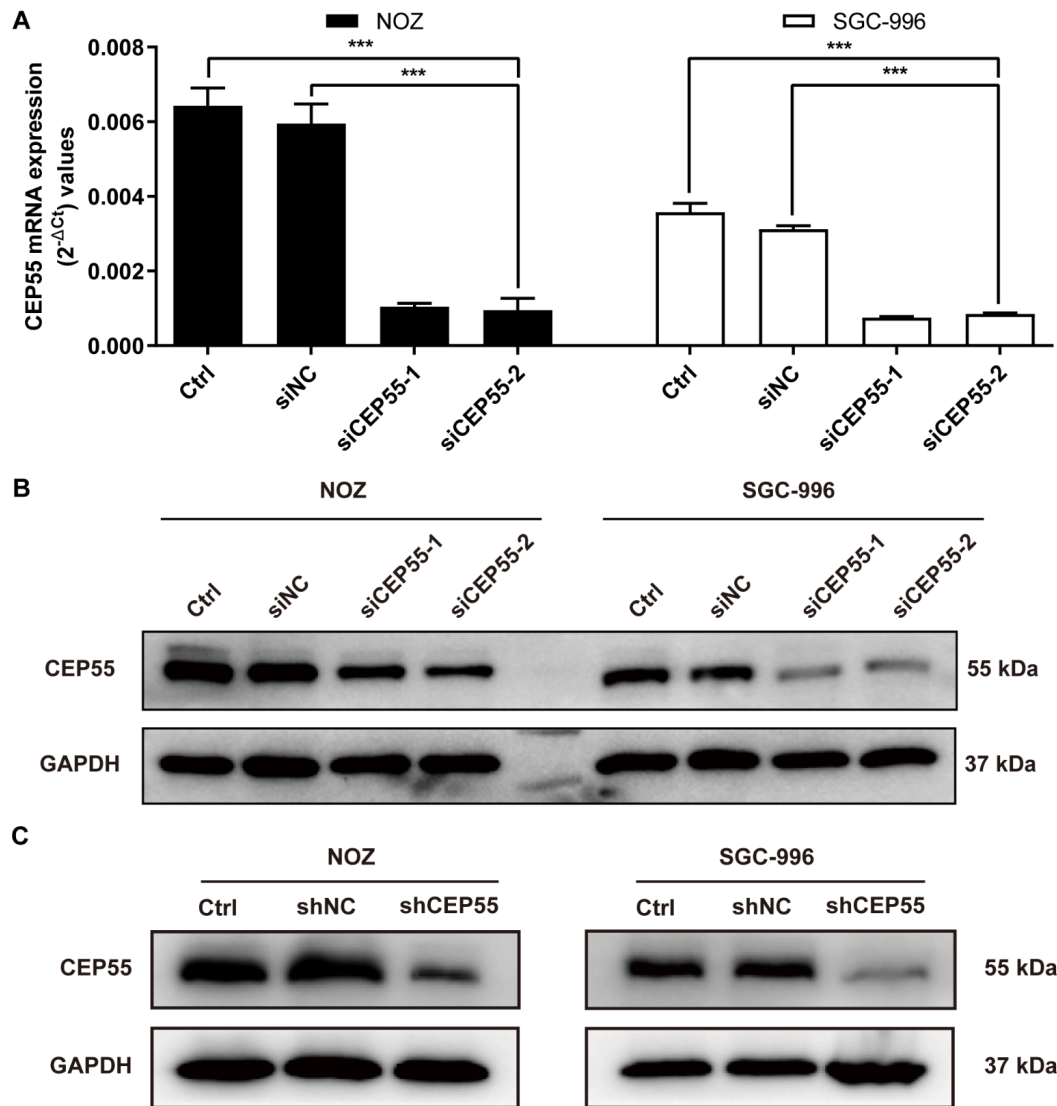 A
NOZ
SGC-996
CEP55 mRNA expression
(2^-ΔCt) values
0.008
0.006
0.004
0.002
0.000
***
***
***
***
Ctrl
siNC
siCEP55-1
siCEP55-2
Ctrl
siNC
siCEP55-1
siCEP55-2
B
NOZ
SGC-996
Ctrl
siNC
siCEP55-1
siCEP55-2
Ctrl
siNC
siCEP55-1
siCEP55-2
CEP55
55 kDa
GAPDH
37 kDa
C
NOZ
SGC-996
Ctrl
shNC
shCEP55
Ctrl
shNC
shCEP55
CEP55
55 kDa
GAPDH
37 kDa